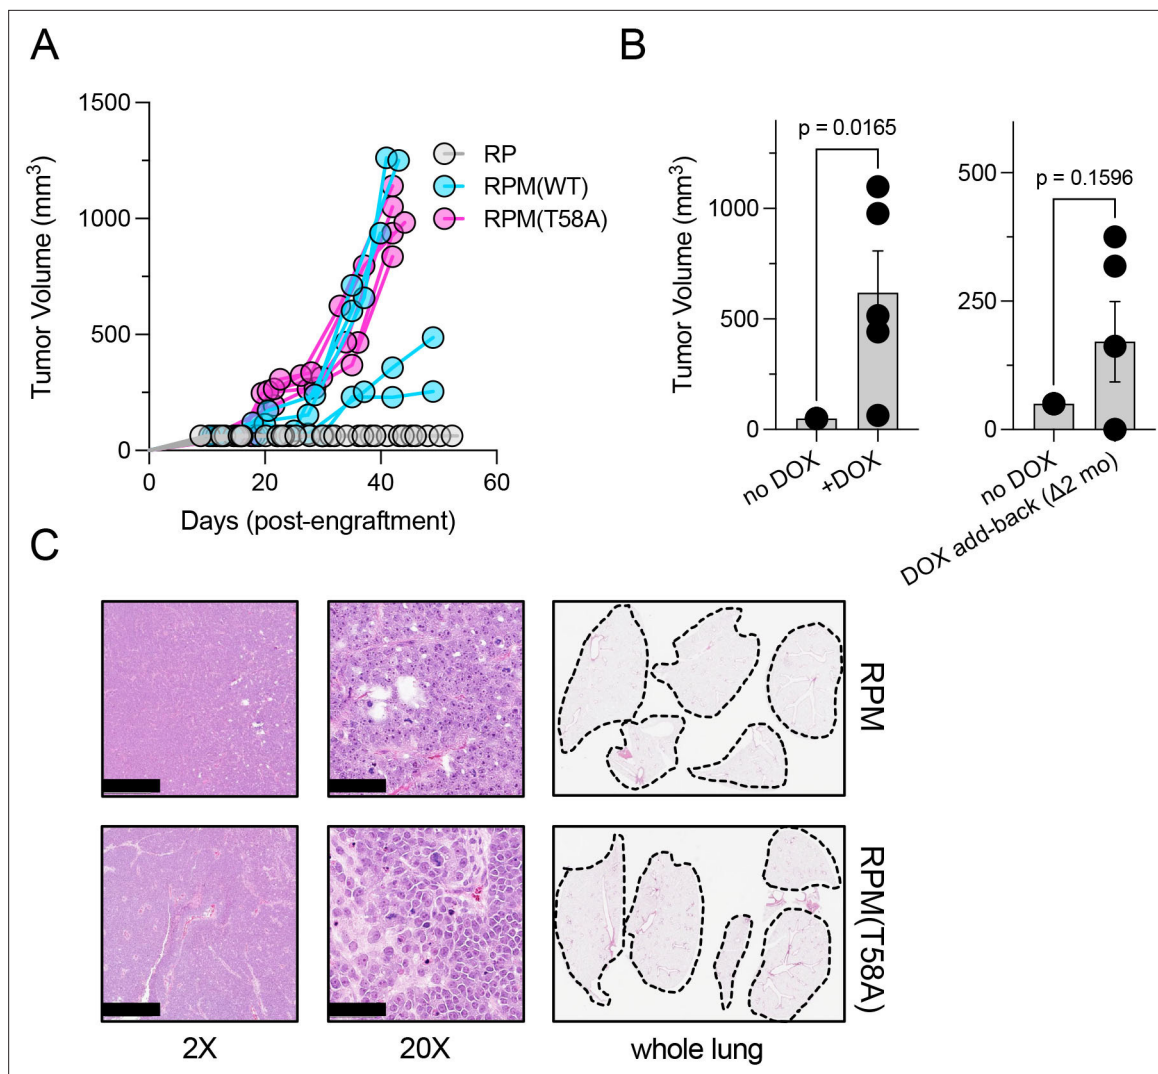 A
Tumor Volume (mm³)
1500
1000
500
0
0
20
40
60
Days (post-engraftment)
RP
RPM(WT)
RPM(T58A)
B
Tumor Volume (mm³)
p = 0.0165
1000
500
0
no DOX
+DOX
p = 0.1596
500
250
0
no DOX
DOX add-back (Δ2 mo)
C
RPM
RPM(T58A)
2X
20X
whole lung